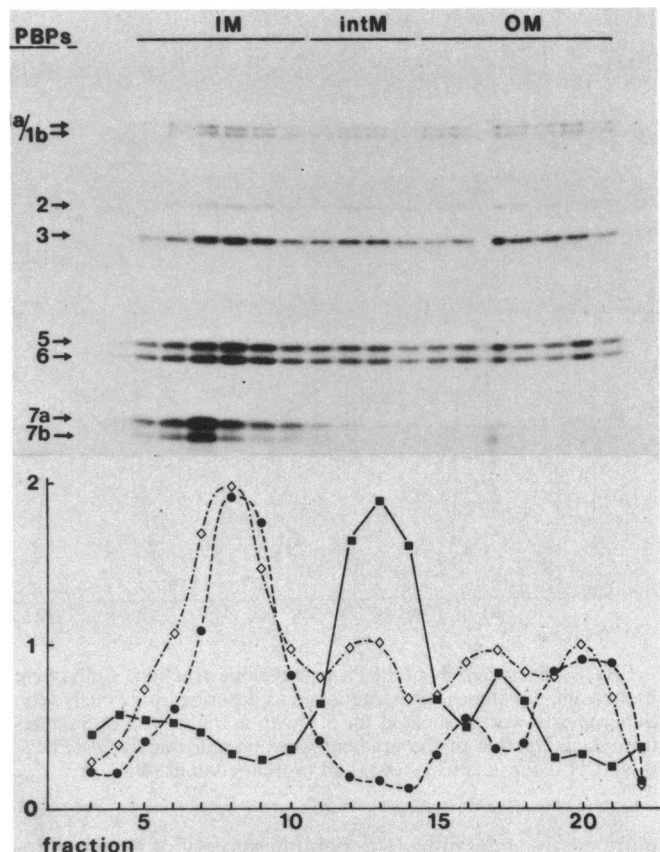 IM intM OM
PBPs
a/1b→
2→
3→
5→
6→
7a→
7b→
2
1
0
5 10 15 20
fraction